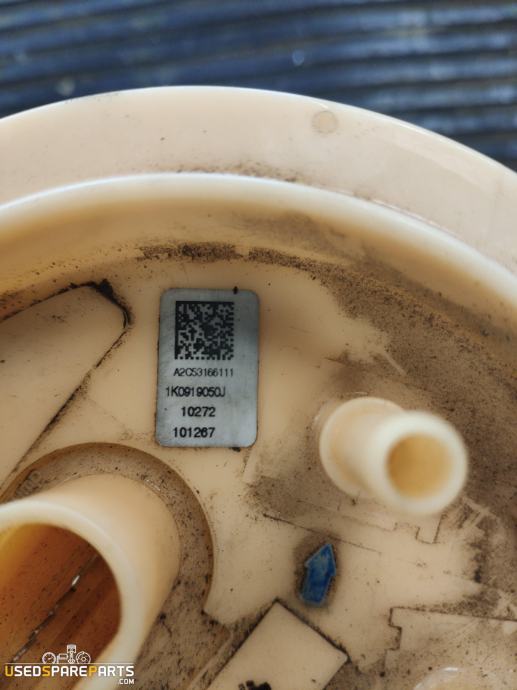 A2C53166111
1K0919050J
10272
101267
USEDSPAREPARTS
.COM